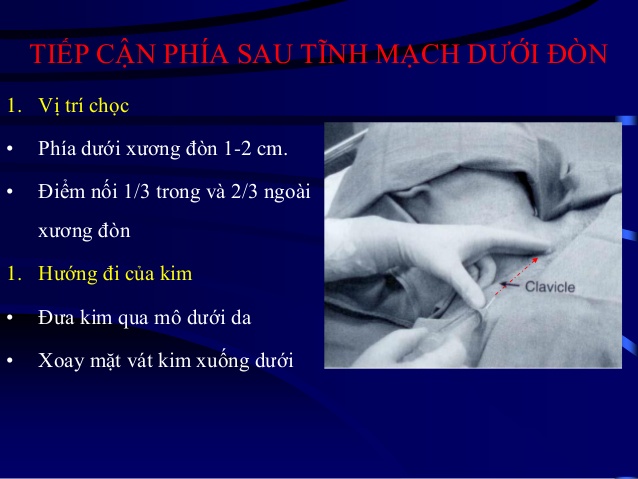 TIẾP CẬN PHÍA SAU TĨNH MẠCH DƯỚI ĐÒN
1. Vị trí chọc
• Phía dưới xương đòn 1-2 cm.
• Điểm nối 1/3 trong và 2/3 ngoài
xương đòn
1. Hướng đi của kim
• Đưa kim qua mô dưới da
• Xoay mặt vát kim xuống dưới
Clavicle